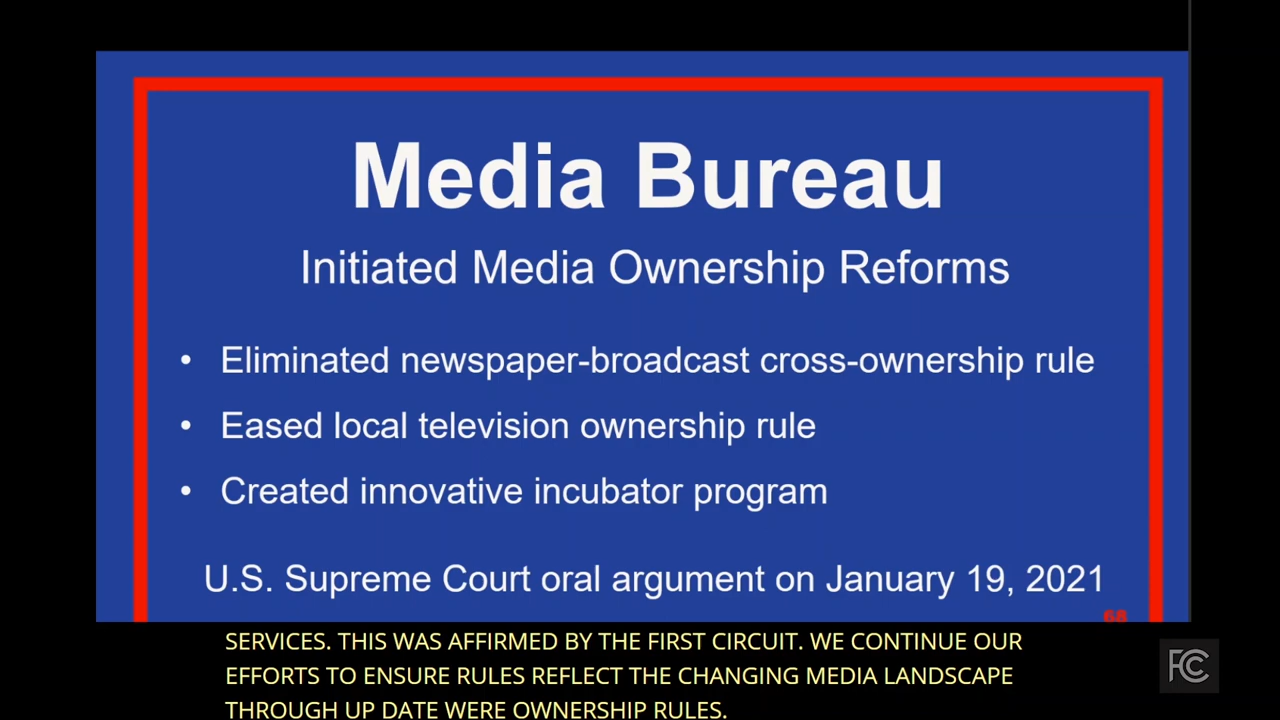 Media Bureau
Initiated Media Ownership Reforms
• Eliminated newspaper-broadcast cross-ownership rule
• Eased local television ownership rule
• Created innovative incubator program
U.S. Supreme Court oral argument on January 19, 2021
68
SERVICES. THIS WAS AFFIRMED BY THE FIRST CIRCUIT. WE CONTINUE OUR
EFFORTS TO ENSURE RULES REFLECT THE CHANGING MEDIA LANDSCAPE
THROUGH UP DATE WERE OWNERSHIP RULES.
FCC